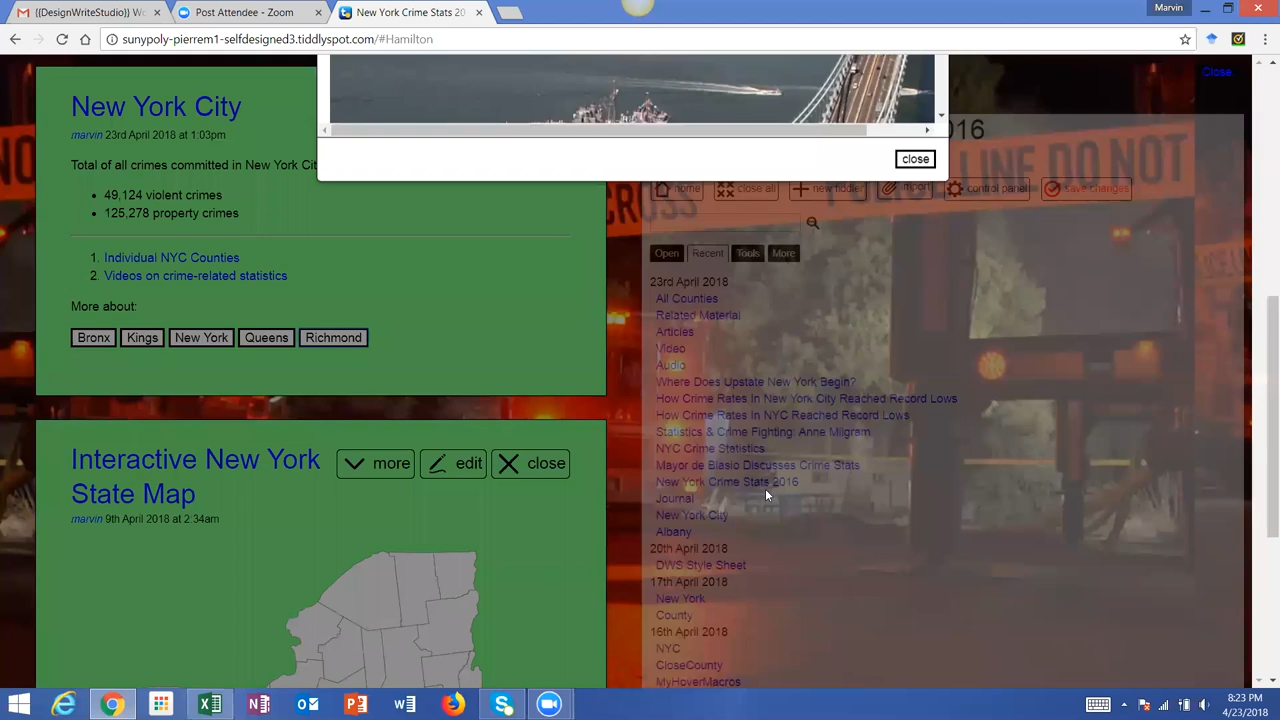 {{DesignWriteStudio}} Wo
Post Attendee - Zoom
New York Crime Stats 20
Marvin
sunypoly-pierrem1-selfdesigned3.tiddlyspot.com/#Hamilton
Close
New York City
marvin 23rd April 2018 at 1:03pm
Total of all crimes committed in New York Cit
49,124 violent crimes
125,278 property crimes
1. Individual NYC Counties
2. Videos on crime-related statistics
More about:
Bronx Kings New York Queens Richmond
Interactive New York
State Map
more edit close
marvin 9th April 2018 at 2:34am
close
016
LINE DO NOT
CROSS
home close all new tiddler import control panel save changes
Open Recent Tools More
23rd April 2018
All Counties
Related Material
Articles
Video
Audio
Where Does Upstate New York Begin?
How Crime Rates In New York City Reached Record Lows
How Crime Rates In NYC Reached Record Lows
Statistics & Crime Fighting: Anne Milgram
NYC Crime Statistics
Mayor de Blasio Discusses Crime Stats
New York Crime Stats 2016
Journal
New York City
Albany
20th April 2018
DWS Style Sheet
17th April 2018
New York
County
16th April 2018
NYC
CloseCounty
MyHoverMacros
8:23 PM
4/23/2018